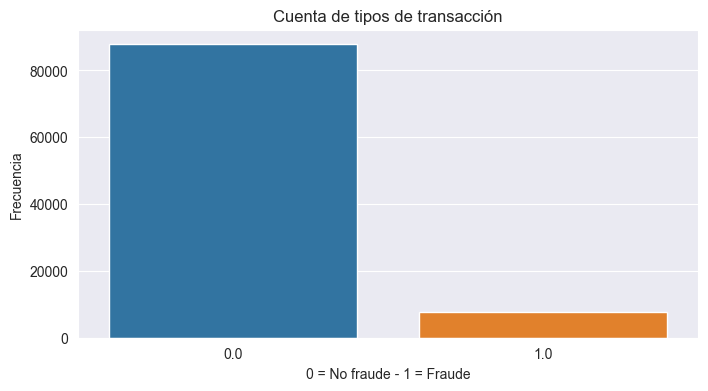 Cuenta de tipos de transacción
Frecuencia
80000
60000
40000
20000
0
0.0
1.0
0 = No fraude - 1 = Fraude